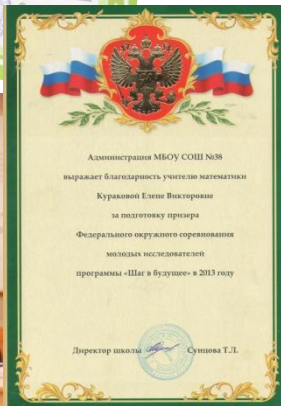 Администрация МБОУ СОШ №38
выражает благодарность учителю математики
Кураковой Елене Викторовне
за подготовку призера
Федерального окружного соревнования
молодых исследователей
программы «Шаг в будущее» в 2013 году
Директор школы Сунцова Т.Л.